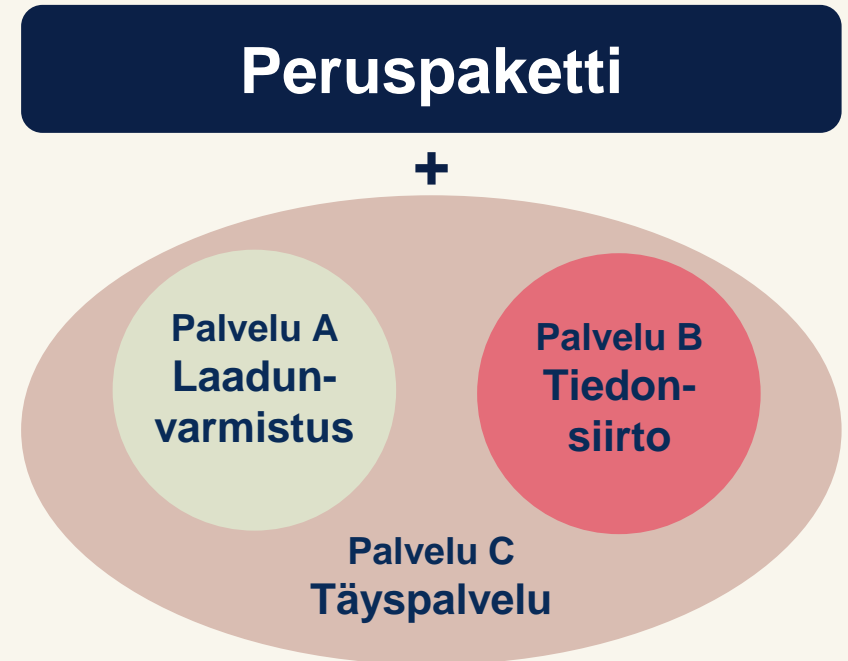 Peruspaketti
+
Palvelu A
Laadun-
varmistus
Palvelu B
Tiedon-
siirto
Palvelu C
Täyspalvelu